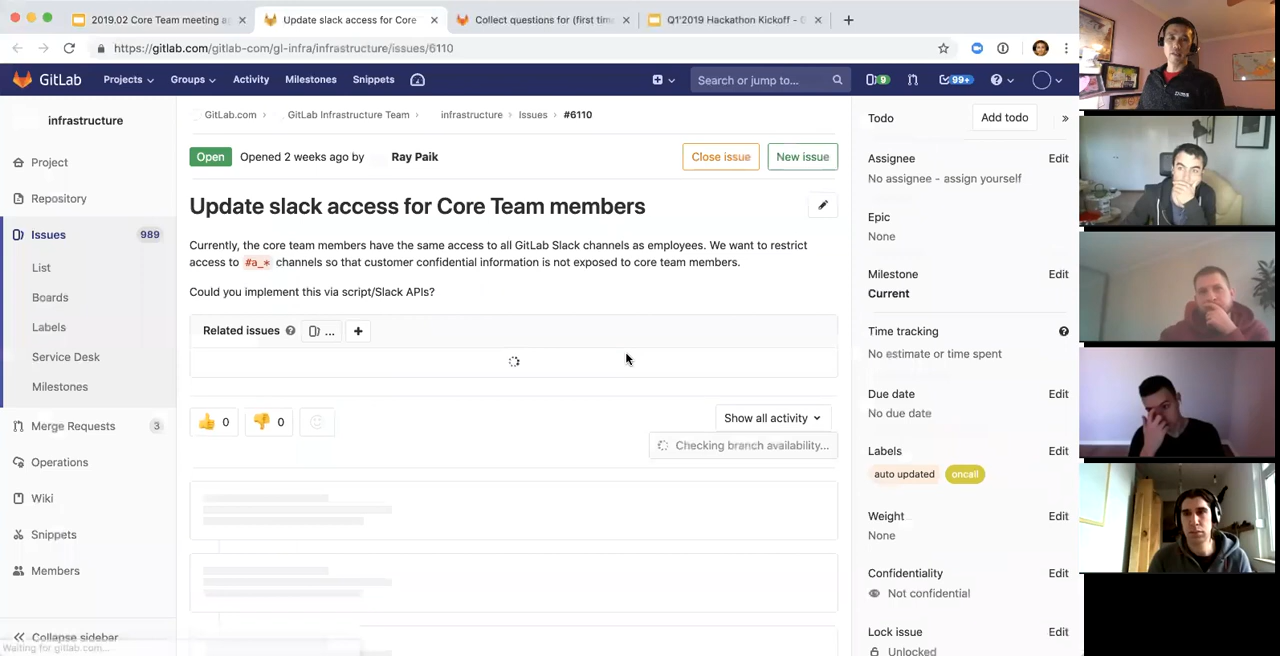 2019.02 Core Team meeting a
Update slack access for Core
Collect questions for (first tim
Q1'2019 Hackathon Kickoff -
https://gitlab.com/gitlab-com/gl-infra/infrastructure/issues/6110
GitLab
Projects
Groups
Activity
Milestones
Snippets
Search or jump to...
9
99+
infrastructure
Project
Repository
Issues 989
List
Boards
Labels
Service Desk
Milestones
Merge Requests 3
Operations
Wiki
Snippets
Members
Collapse sidebar
Waiting for gitlab.com...
GitLab.com › GitLab Infrastructure Team › infrastructure › Issues › #6110
Open Opened 2 weeks ago by Ray Paik
Close issue
New issue
Update slack access for Core Team members
Currently, the core team members have the same access to all GitLab Slack channels as employees. We want to restrict
access to #a_* channels so that customer confidential information is not exposed to core team members.
Could you implement this via script/Slack APIs?
Related issues ...
0
0
Show all activity
Checking branch availability...
Todo
Add todo
»
Assignee Edit
No assignee - assign yourself
Epic
None
Milestone Edit
Current
Time tracking
No estimate or time spent
Due date Edit
No due date
Labels Edit
auto updated oncall
Weight Edit
None
Confidentiality Edit
Not confidential
Lock issue Edit
Unlocked